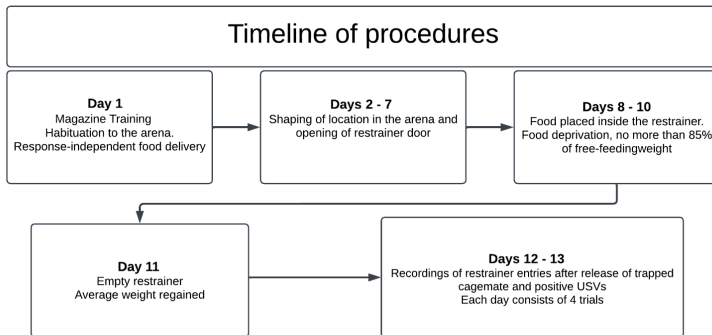 Timeline of procedures
Day 1
Magazine Training
Habituation to the arena.
Response-independent food delivery
Days 2 - 7
Shaping of location in the arena and
opening of restrainer door
Days 8 - 10
Food placed inside the restrainer.
Food deprivation, no more than 85%
of free-feedingweight
Day 11
Empty restrainer
Average weight regained
Days 12 - 13
Recordings of restrainer entries after release of trapped
cagemate and positive USVs
Each day consists of 4 trials